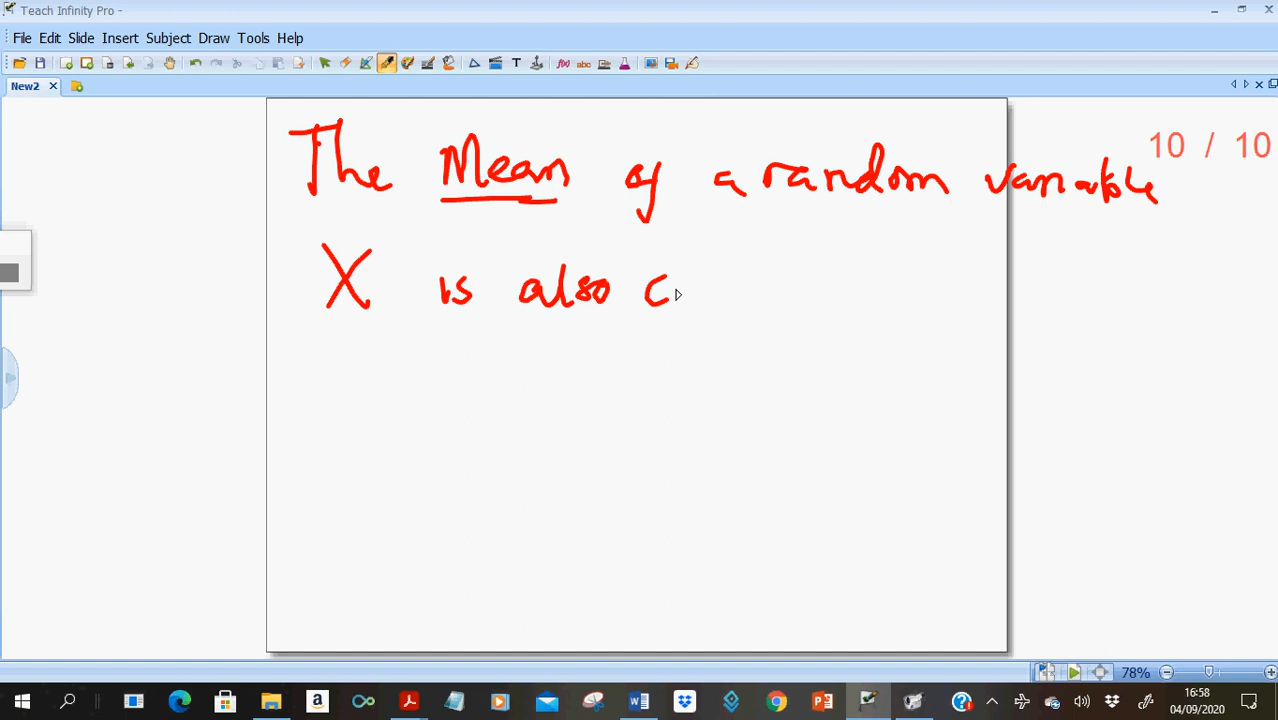 Teach Infinity Pro -
File Edit Slide Insert Subject Draw Tools Help
New2
10 / 10
The Mean of a random variable
X is also c
78%
16:58
04/09/2020